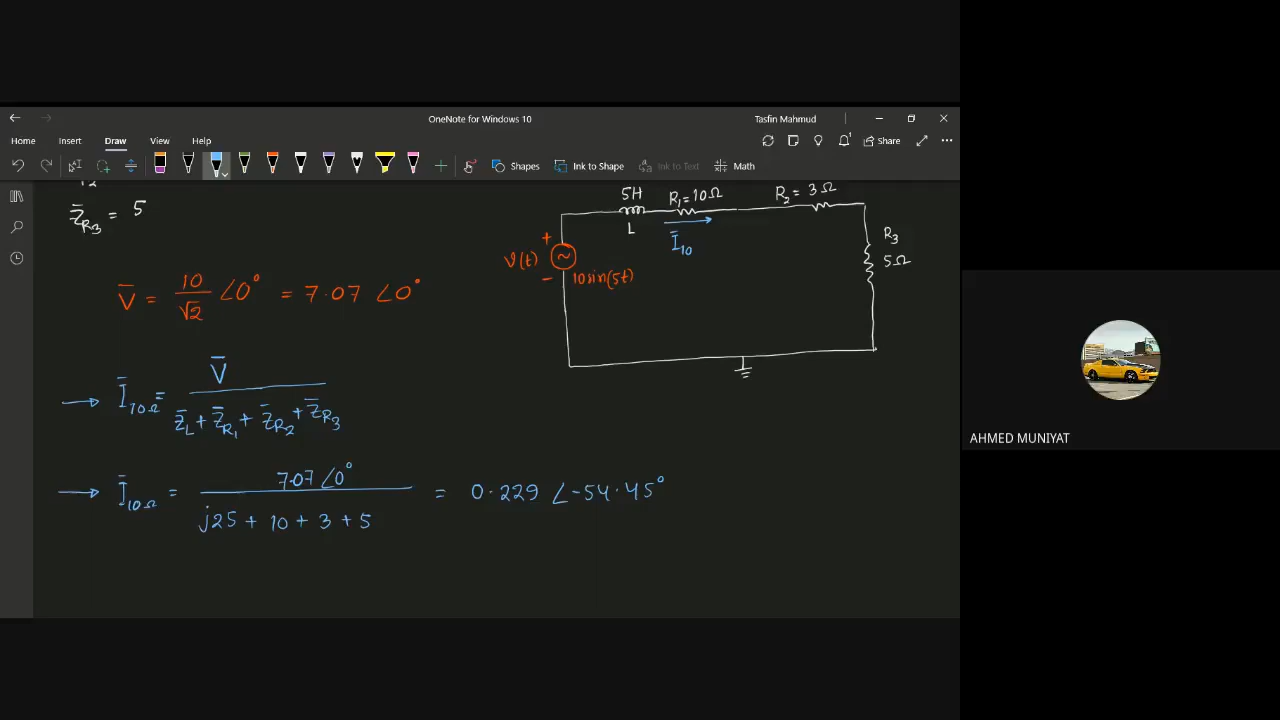 OneNote for Windows 10
Tasfin Mahmud
Home Insert Draw View Help
Share
Shapes Ink to Shape Ink to Text Math
Z̄R3 = 5
5H R1=10Ω R2= 3Ω
L
Ī10
R3
5Ω
+
V(t)
10sin(5t)
−
V̄ = 10/√2 ∠0° = 7.07 ∠0°
→ Ī10Ω = V̄ / Z̄L + Z̄R1 + Z̄R2 + Z̄R3
→ Ī10Ω = 7.07 ∠0° / j25 + 10 + 3 + 5 = 0.229 ∠-54.45°
AHMED MUNIYAT